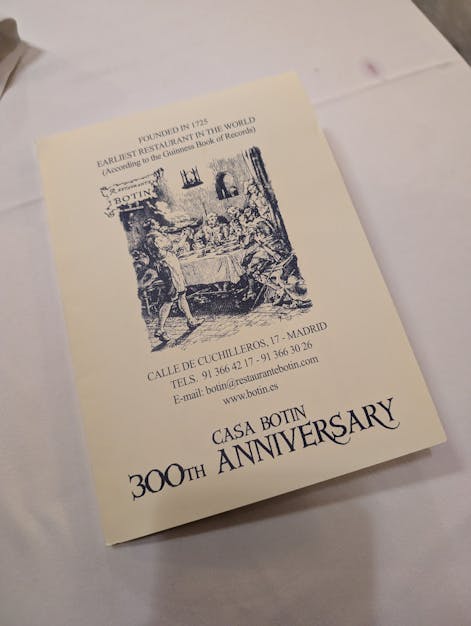 FOUNDED IN 1725
EARLIEST RESTAURANT IN THE WORLD
(According to the Guinness Book of Records)
RESTAURANTE
BOTIN
CALLE DE CUCHILLEROS, 17 - MADRID
TELS. 91 366 42 17 - 91 366 30 26
E-mail: botin@restaurantebotin.com
www.botin.es
CASA BOTIN
300TH ANNIVERSARY